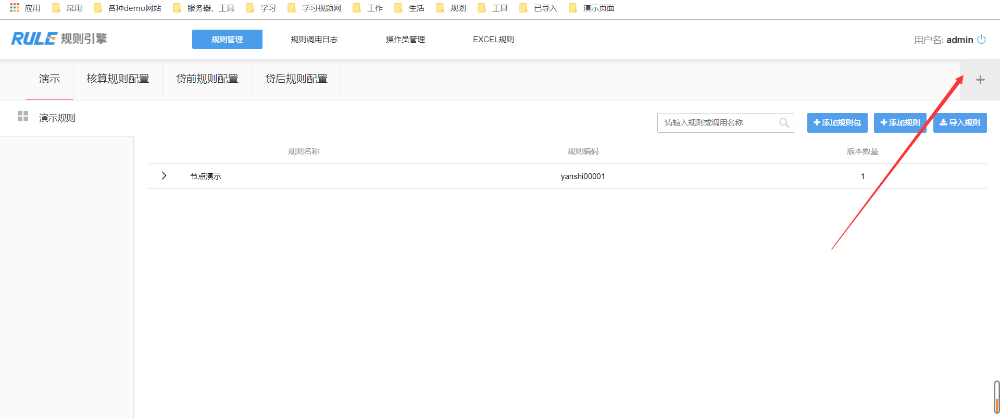 应用 常用 各种demo网站 服务器，工具 学习 学习视频网 工作 生活 规划 工具 已导入 演示页面
RULE 规则引擎 规则管理 规则调用日志 操作员管理 EXCEL规则 用户名: admin
演示 核算规则配置 贷前规则配置 贷后规则配置 +
演示规则 请输入规则或调用名称 添加规则包 添加规则 导入规则
规则名称 规则编码 版本数量
节点演示 yanshi00001 1